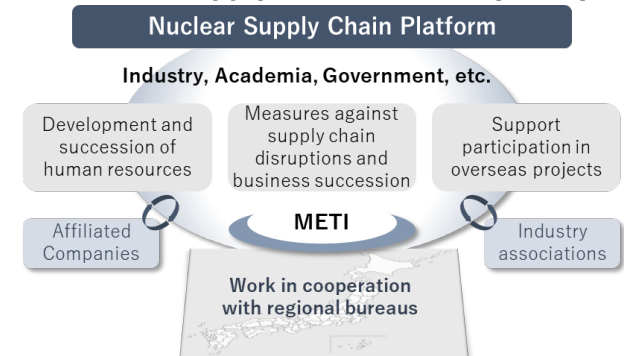 Nuclear Supply Chain Platform
Industry, Academia, Government, etc.
Development and
succession of
human resources
Measures against
supply chain
disruptions and
business succession
Support
participation in
overseas projects
Affiliated
Companies
METI
Industry
associations
Work in cooperation
with regional bureaus